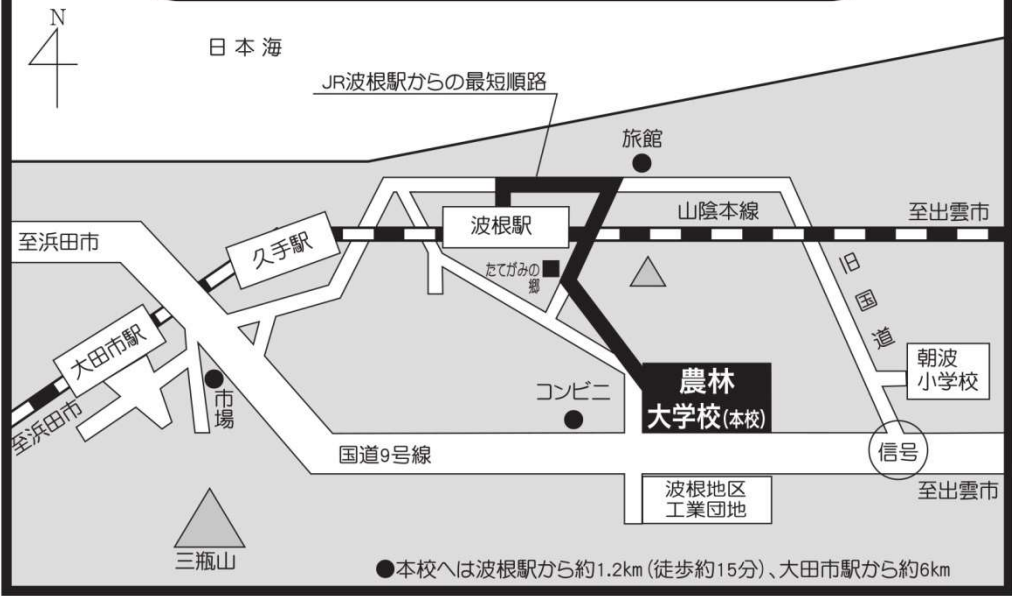 N
日本海
JR波根駅からの最短順路
旅館
山陰本線
至出雲市
波根駅
至浜田市
久手駅
たてがみの
郷
旧国道
大田市駅
朝波
小学校
農林
大学校(本校)
コンビニ
市場
至浜田市
国道9号線
信号
波根地区
工業団地
至出雲市
三瓶山
●本校へは波根駅から約1.2km(徒歩約15分)、大田市駅から約6km